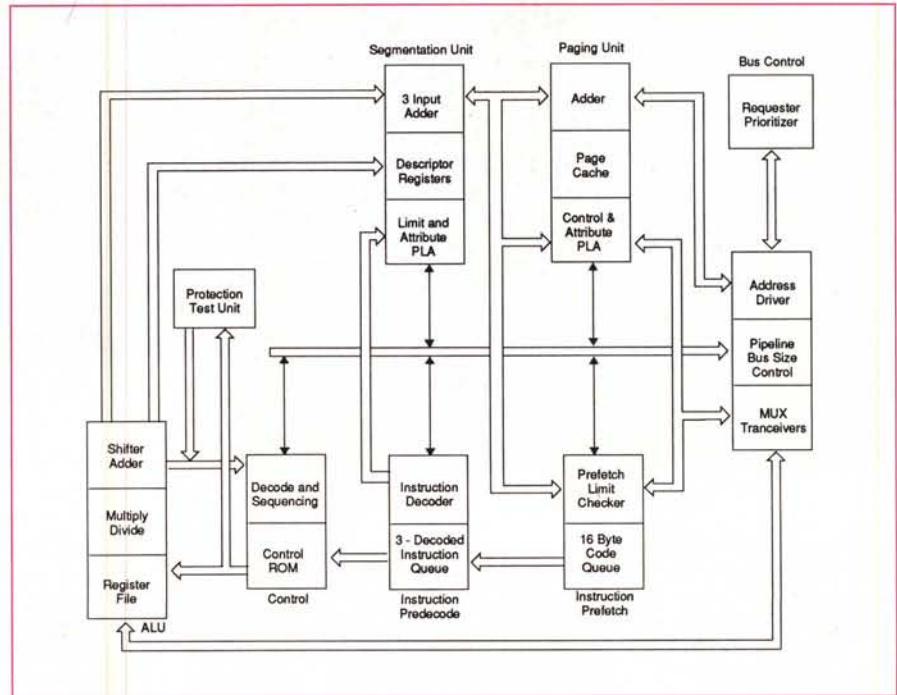 Segmentation Unit
3 Input
Adder
Descriptor
Registers
Limit and
Attribute
PLA
Paging Unit
Adder
Page
Cache
Control &
Attribute
PLA
Bus Control
Requester
Prioritizer
Address
Driver
Pipeline
Bus Size
Control
MUX
Tranceivers
Protection
Test Unit
Shifter
Adder
Multiply
Divide
Register
File
ALU
Decode and
Sequencing
Control
ROM
Control
Instruction
Decoder
3 - Decoded
Instruction
Queue
Instruction
Predecode
Prefetch
Limit
Checker
16 Byte
Code
Queue
Instruction
Prefetch